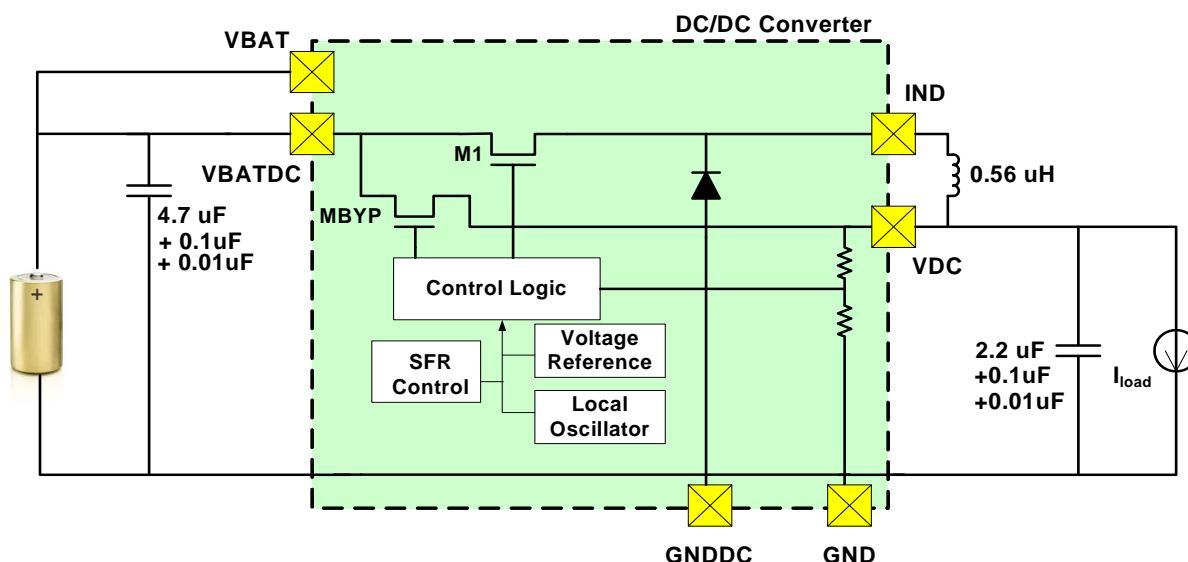 DC/DC Converter
VBAT
IND
VBATDC
M1
0.56 uH
4.7 uF
+ 0.1uF
+ 0.01uF
MBYP
VDC
+
Control Logic
SFR
Control
Voltage
Reference
Local
Oscillator
2.2 uF
+0.1uF
+0.01uF
Iload
GNDDC
GND